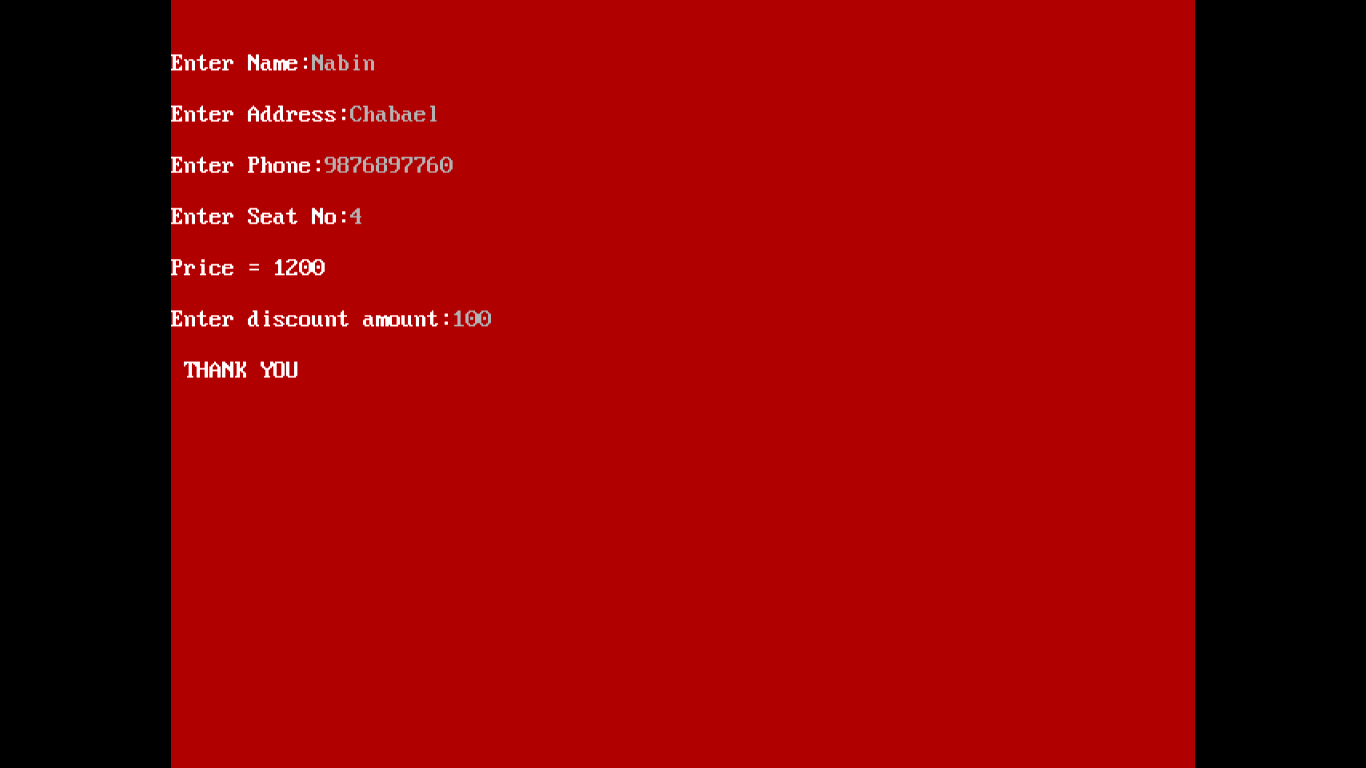 Enter Name:Nabin
Enter Address:Chabael
Enter Phone:9876897760
Enter Seat No:4
Price = 1200
Enter discount amount:100
THANK YOU